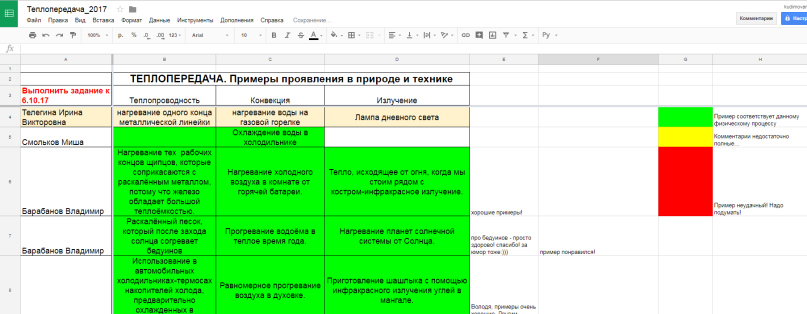 Теплопередача_2017
kudimovar
Файл Правка Вид Вставка Формат Данные Инструменты Дополнения Справка Сохранение...
Комментарии
100% р. % .0 .00 123 Arial 10 B I S A Σ Ру
fx
A B C D E F G H
1
2 ТЕПЛОПЕРЕДАЧА. Примеры проявления в природе и технике
3 Выполнить задание к
6.10.17
Теплопроводность Конвекция Излучение
4 Телегина Ирина
Викторовна
нагревание одного конца
металлической линейки
нагревание воды на
газовой горелке
Лампа дневного света
Пример соответствует данному
физическому процессу
5 Смольков Миша
Охлаждение воды в
холодильнике
Комментарии недостаточно
полные...
6 Барабанов Владимир
Нагревание тех рабочих
концов щипцов, которые
соприкасаются с
раскалённым металлом,
потому что железо
обладает большой
теплоёмкостью.
Нагревание холодного
воздуха в комнате от
горячей батареи.
Тепло, исходящее от огня, когда мы
стоим рядом с
костром-инфракрасное излучение.
хорошие примеры!
Пример неудачный! Надо
подумать!
7 Барабанов Владимир
Раскалённый песок,
который после захода
солнца согревает
бедуинов
Прогревание водоёма в
теплое время года.
Нагревание планет солнечной
системы от Солнца.
про бедуинов - просто
здорово! спасибо! за
юмор тоже:)))
пример понравился!
8
Использование в
автомобильных
холодильниках-термосах
накопителей холода,
предварительно
охлажденных в
Равномерное прогревание
воздуха в духовке.
Приготовление шашлыка с помощью
инфракрасного излучения углей в
мангале.
Володя, примеры очень